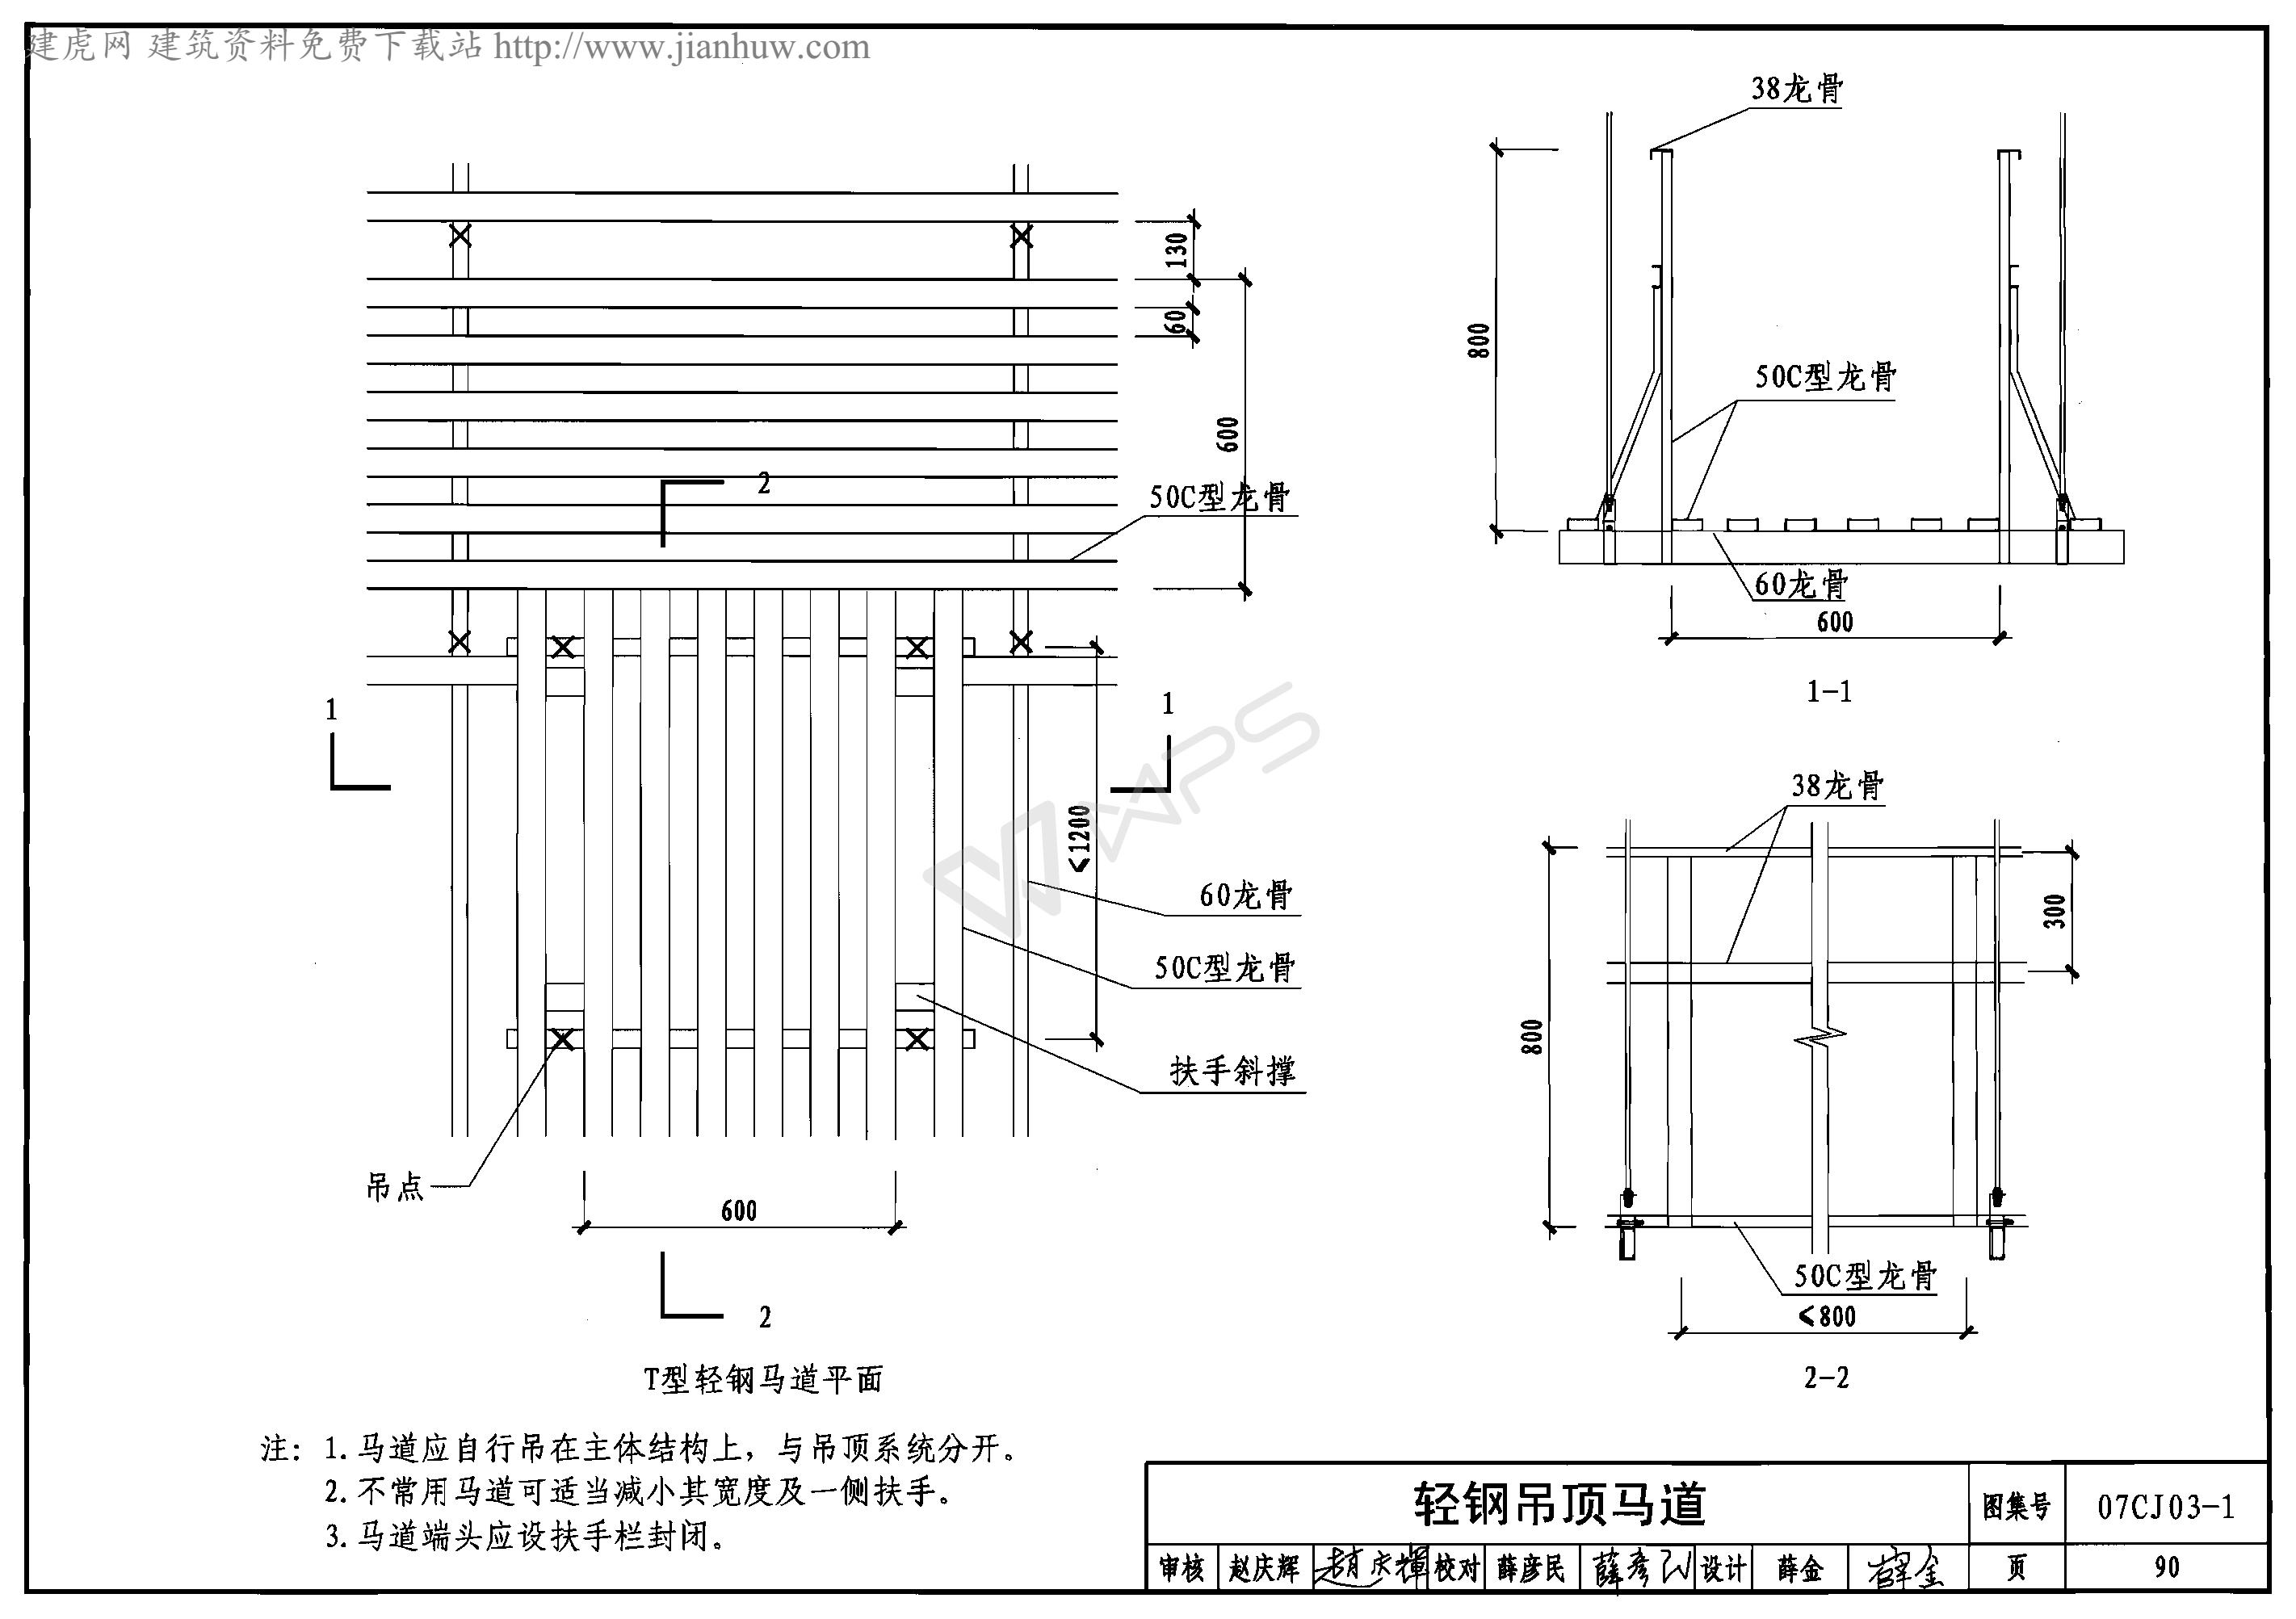 建虎网 建筑资料免费下载站 http://www.jianhuw.com
38龙骨
130
60
600
800
50C型龙骨
2
50C型龙骨
60龙骨
600
1-1
1
1
≤1200
60龙骨
50C型龙骨
扶手斜撑
吊点
600
2
T型轻钢马道平面
WPS
38龙骨
300
800
50C型龙骨
≤800
2-2
注：1.马道应自行吊在主体结构上，与吊顶系统分开。
2.不常用马道可适当减小其宽度及一侧扶手。
3.马道端头应设扶手栏封闭。
轻钢吊顶马道
图集号
07CJ03-1
审核 赵庆辉 赵庆輝 校对 薛彦民 薛彦民 设计 薛金 薛金 页 90